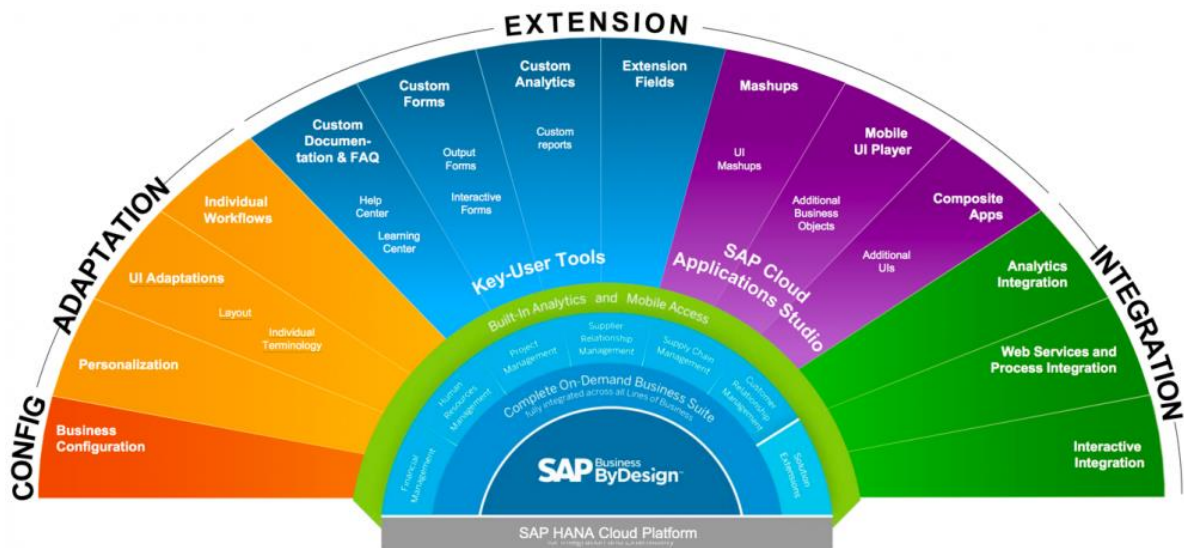 EXTENSION
ADAPTATION
CONFIG
INTEGRATION
Business
Configuration
Personalization
UI Adaptations
Layout
Individual
Terminology
Individual
Workflows
Custom
Documen-
tation & FAQ
Help
Center
Learning
Center
Custom
Forms
Output
Forms
Interactive
Forms
Custom
Analytics
Custom
reports
Extension
Fields
Key-User Tools
Mashups
UI
Mashups
Mobile
UI Player
Additional
Business
Objects
Composite
Apps
Additional
UIs
SAP Cloud
Applications Studio
Analytics
Integration
Web Services and
Process Integration
Interactive
Integration
Built-In Analytics and Mobile Access
Financial
Management
Human
Resources
Management
Project
Management
Supplier
Relationship
Management
Supply Chain
Management
Customer
Relationship
Management
Solution
Extensions
Complete On-Demand Business Suite
fully integrated across all Lines of Business
SAP Business
ByDesign™
SAP HANA Cloud Platform